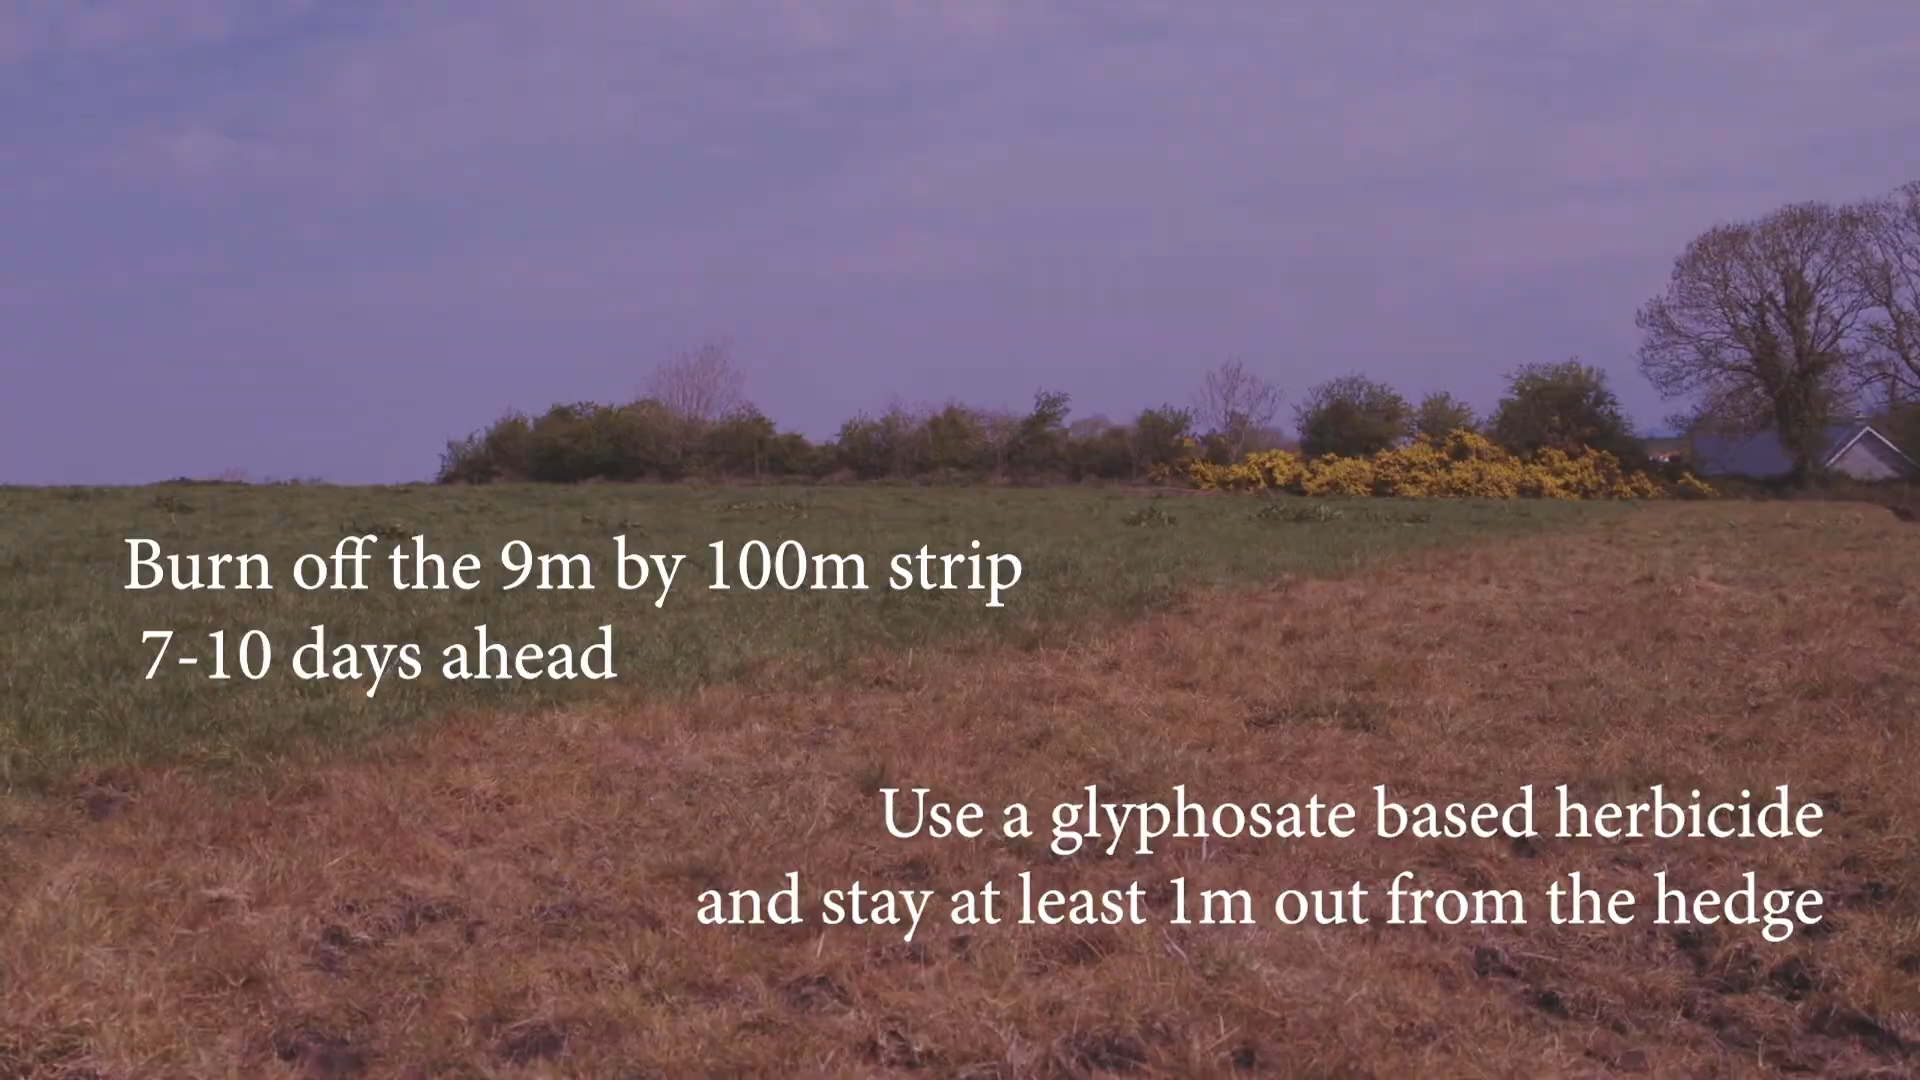 Burn off the 9m by 100m strip
7-10 days ahead
Use a glyphosate based herbicide
and stay at least 1m out from the hedge